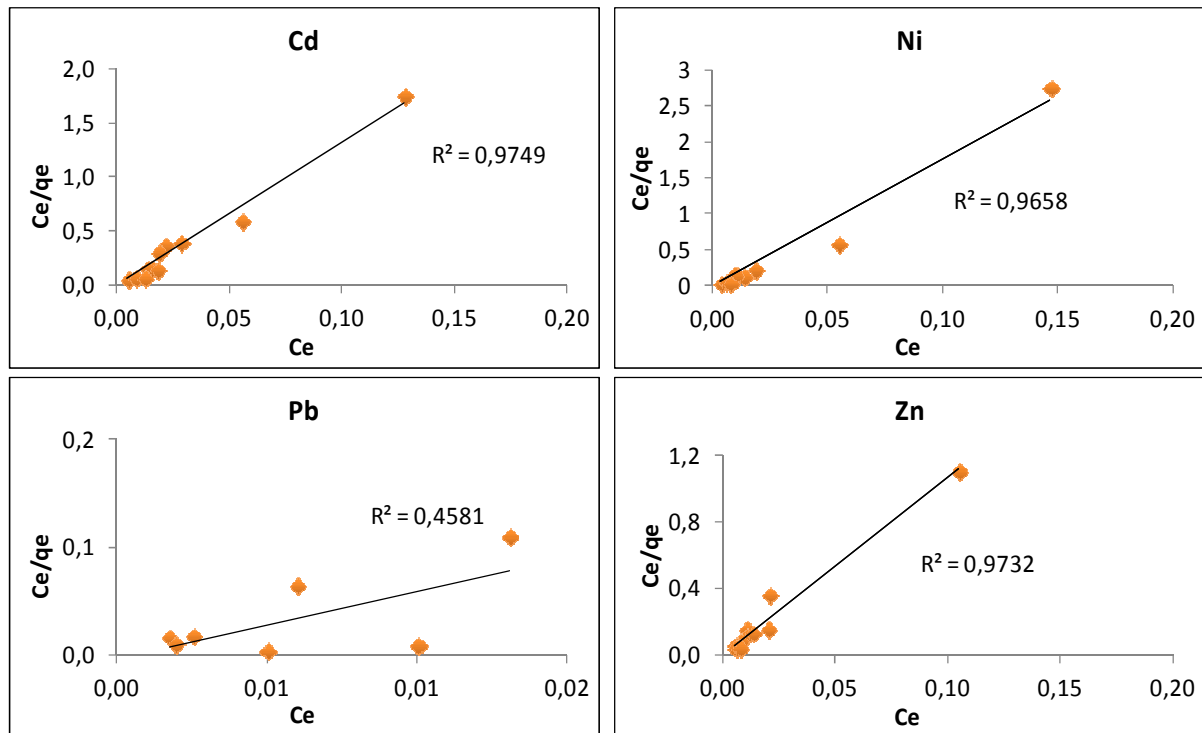 Cd
Ce/qe
2,0
1,5
1,0
0,5
0,0
R² = 0,9749
0,00 0,05 0,10 0,15 0,20
Ce
Ni
Ce/qe
3
2,5
2
1,5
1
0,5
0
R² = 0,9658
0,00 0,05 0,10 0,15 0,20
Ce
Pb
Ce/qe
0,2
0,1
0,0
R² = 0,4581
0,00 0,01 0,01 0,02
Ce
Zn
Ce/qe
1,2
0,8
0,4
0,0
R² = 0,9732
0,00 0,05 0,10 0,15 0,20
Ce